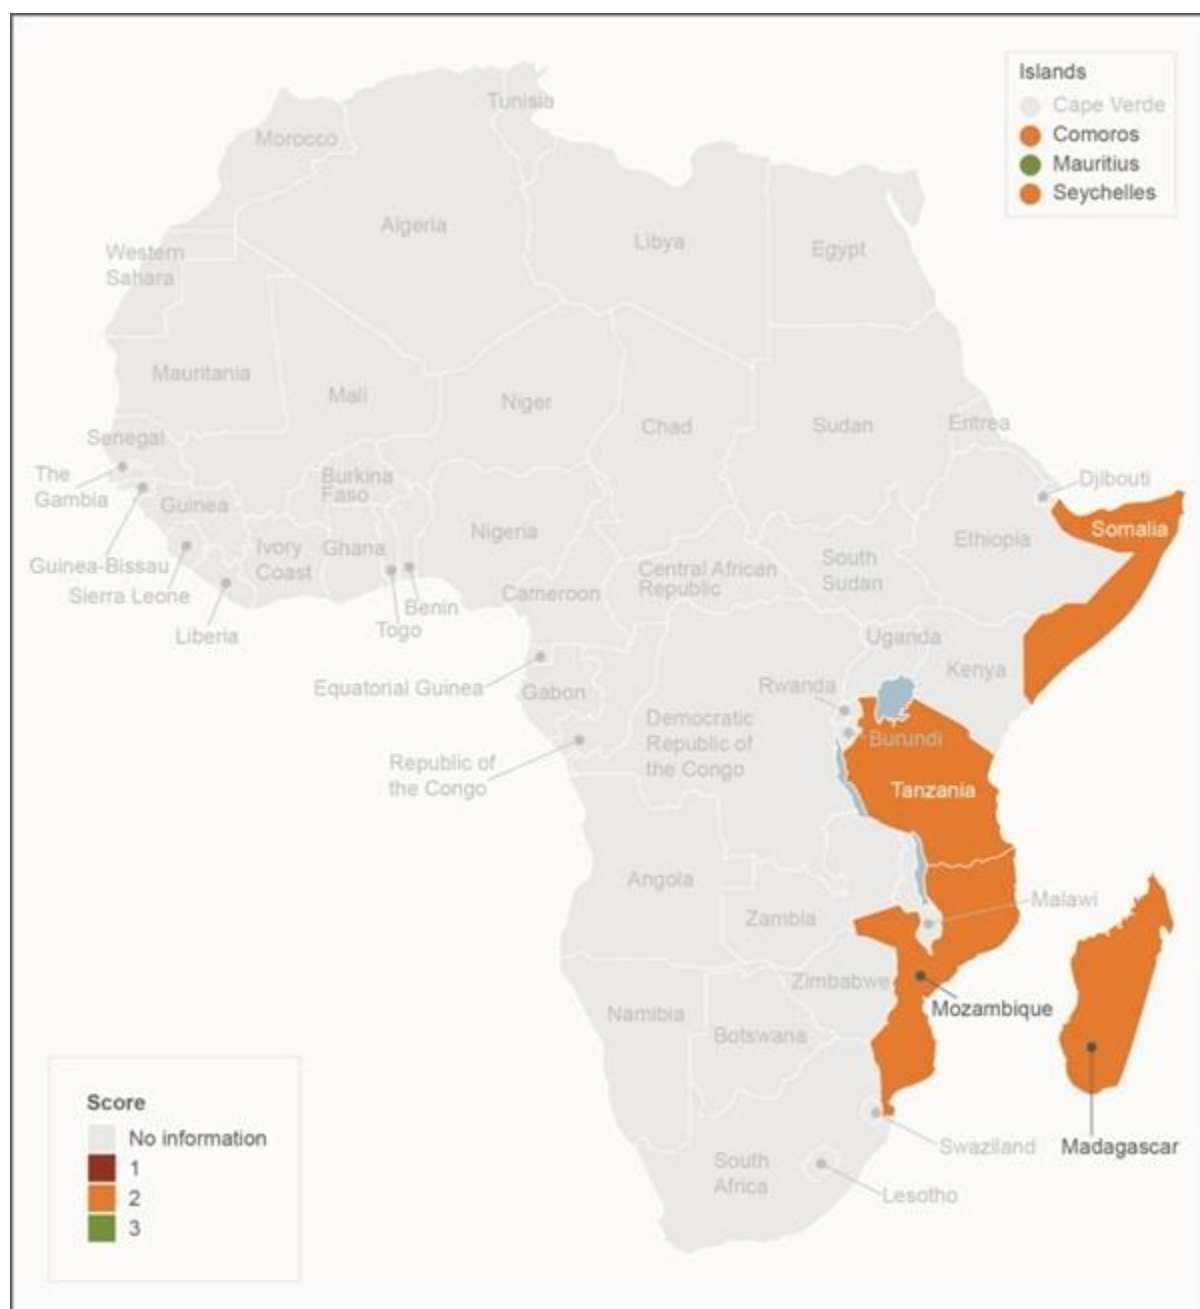 Islands
Cape Verde
Comoros
Mauritius
Seychelles
Tunisia
Morocco
Algeria
Libya
Egypt
Western
Sahara
Mauritania
Mali
Niger
Chad
Sudan
Eritrea
Senegal
The
Gambia
Burkina
Faso
Djibouti
Guinea
Nigeria
Somalia
Ivory
Coast
Ghana
Ethiopia
Guinea-Bissau
Sierra Leone
Central African
Republic
South
Sudan
Cameroon
Benin
Togo
Liberia
Uganda
Kenya
Equatorial Guinea
Gabon
Rwanda
Democratic
Republic of
the Congo
Burundi
Republic of
the Congo
Tanzania
Angola
Malawi
Zambia
Zimbabwe
Mozambique
Namibia
Botswana
Madagascar
Swaziland
South
Africa
Lesotho
Score
No information
1
2
3